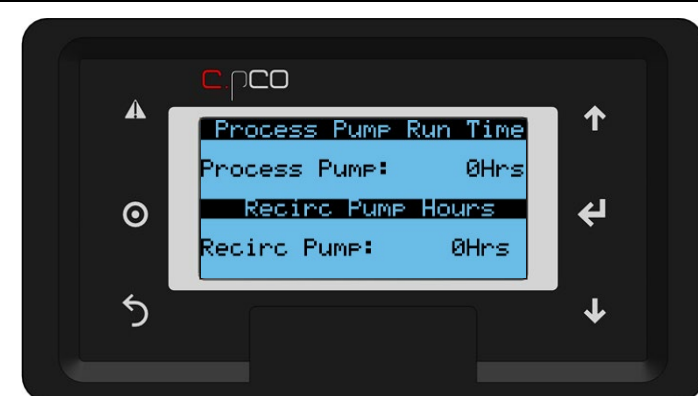 c.pCO
Process Pump Run Time
Process Pump: 0Hrs
Recirc Pump Hours
Recirc Pump: 0Hrs